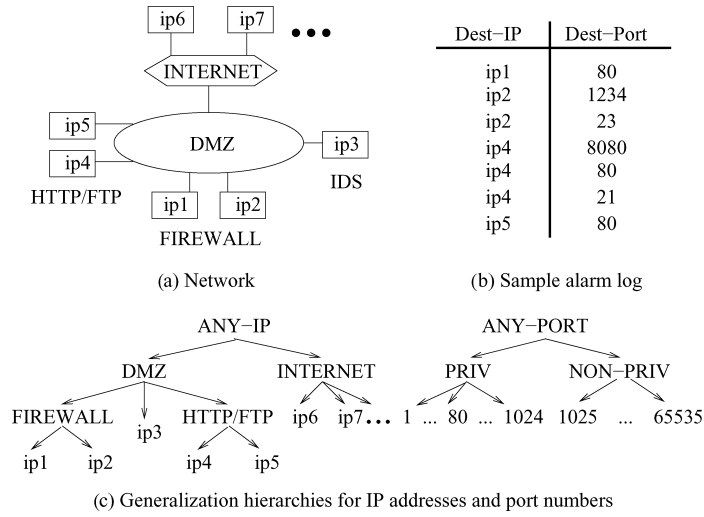 ip6 ip7 •••
INTERNET
ip5
DMZ
ip3
ip4
IDS
HTTP/FTP
ip1 ip2
FIREWALL
(a) Network
Dest−IP Dest−Port
ip1 80
ip2 1234
ip2 23
ip4 8080
ip4 80
ip4 21
ip5 80
(b) Sample alarm log
ANY−IP ANY−PORT
DMZ INTERNET PRIV NON−PRIV
FIREWALL ip3 HTTP/FTP ip6 ip7 ... 1 ... 80 ... 1024 1025 ... 65535
ip1 ip2 ip4 ip5
(c) Generalization hierarchies for IP addresses and port numbers